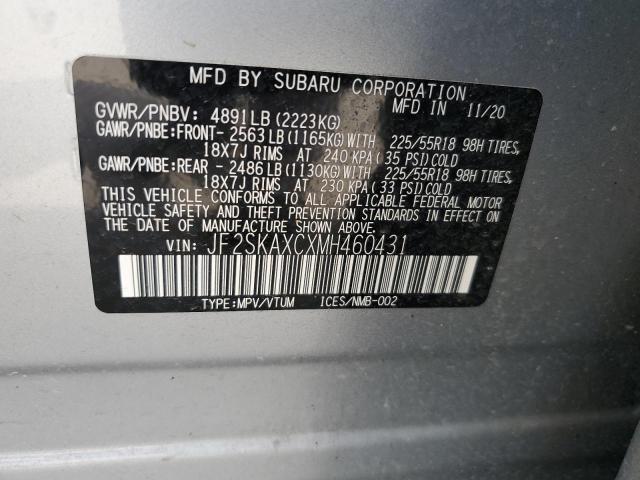 MFD BY SUBARU CORPORATION
MFD IN 11/20
GVWR/PNBV: 4891LB(2223KG)
GAWR/PNBE:FRONT- 2563LB(1165KG)WITH 225/55R18 98H TIRES,
18X7J RIMS AT 240 KPA(35 PSI)COLD
GAWR/PNBE:REAR - 2486LB(1130KG)WITH 225/55R18 98H TIRES,
18X7J RIMS AT 230 KPA(33 PSI)COLD
THIS VEHICLE CONFORMS TO ALL APPLICABLE FEDERAL MOTOR
VEHICLE SAFETY AND THEFT PREVENTION STANDARDS IN EFFECT ON
THE DATE OF MANUFACTURE SHOWN ABOVE.
VIN: JF2SKAXCXMH460431
TYPE:MPV/VTUM ICES/NMB-002